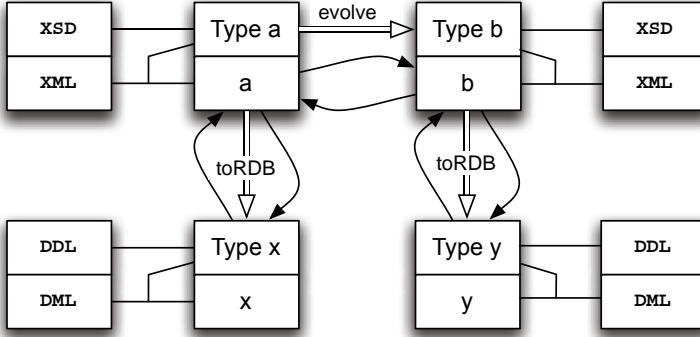 XSD
XML
Type a
a
evolve
Type b
b
XSD
XML
toRDB
toRDB
DDL
DML
Type x
x
Type y
y
DDL
DML